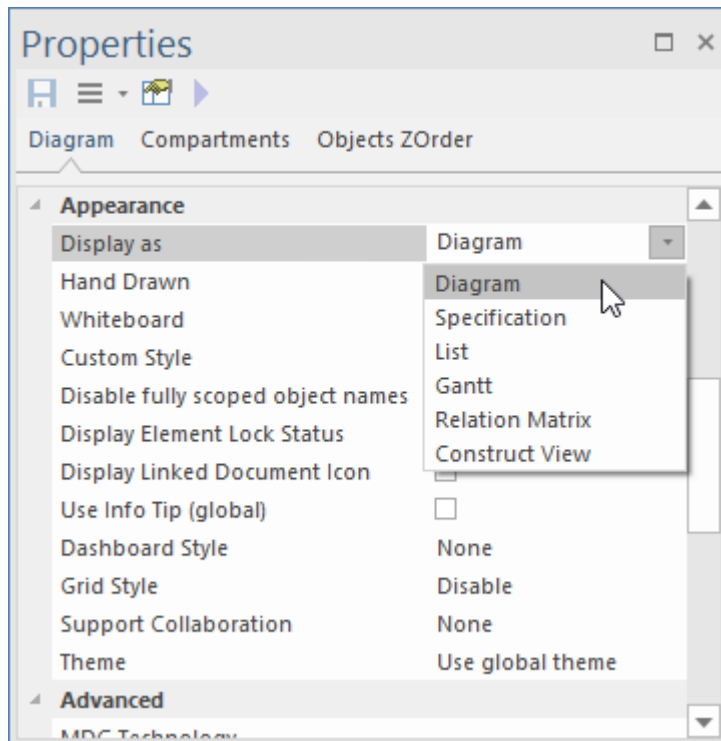 Properties
Diagram Compartments Objects ZOrder
Appearance
Display as Diagram
Hand Drawn Diagram
Whiteboard Specification
Custom Style List
Disable fully scoped object names Gantt
Display Element Lock Status Relation Matrix
Display Linked Document Icon Construct View
Use Info Tip (global)
Dashboard Style None
Grid Style Disable
Support Collaboration None
Theme Use global theme
Advanced
MDG Technology